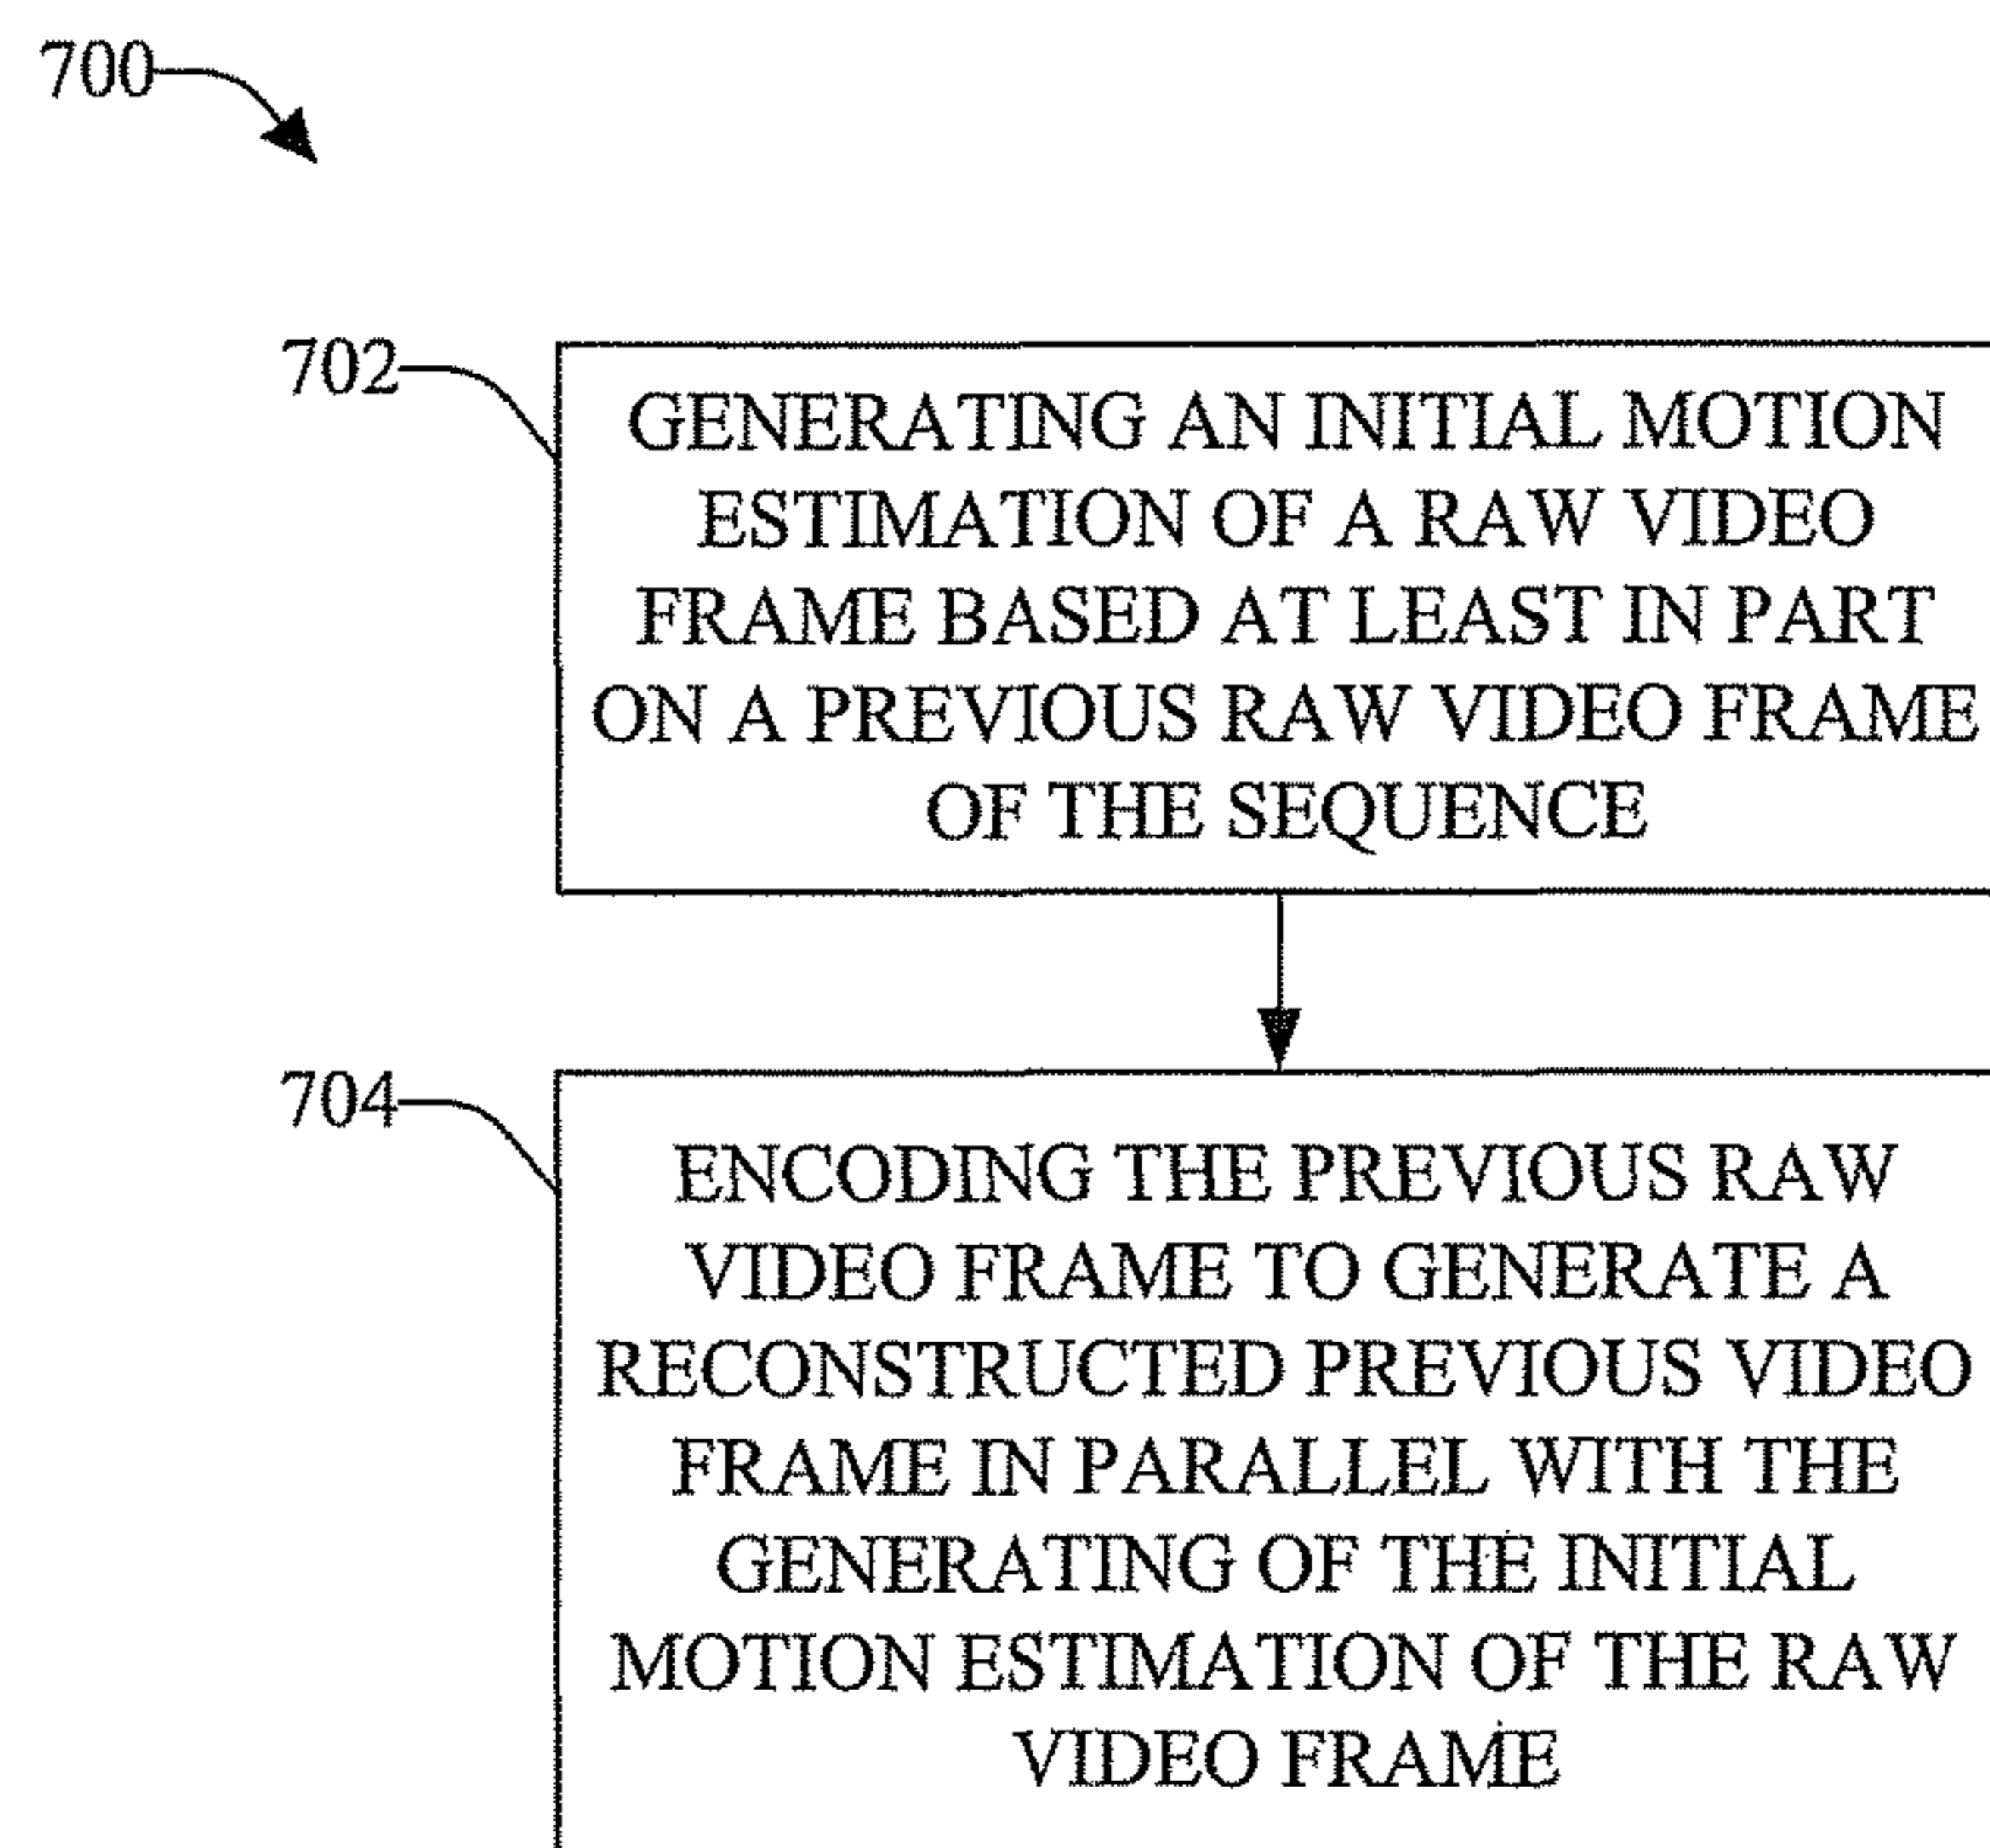 700
702
GENERATING AN INITIAL MOTION
ESTIMATION OF A RAW VIDEO
FRAME BASED AT LEAST IN PART
ON A PREVIOUS RAW VIDEO FRAME
OF THE SEQUENCE
704
ENCODING THE PREVIOUS RAW
VIDEO FRAME TO GENERATE A
RECONSTRUCTED PREVIOUS VIDEO
FRAME IN PARALLEL WITH THE
GENERATING OF THE INITIAL
MOTION ESTIMATION OF THE RAW
VIDEO FRAME